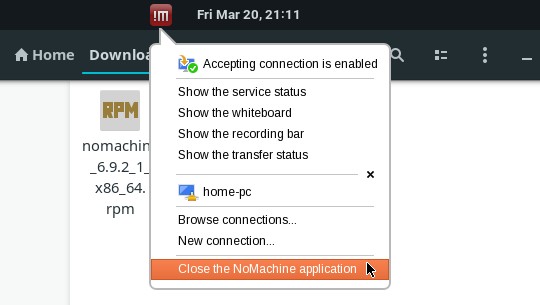 !M
Fri Mar 20, 21:11
Home
Downloa
Accepting connection is enabled
Show the service status
Show the whiteboard
Show the recording bar
Show the transfer status
home-pc
Browse connections...
New connection...
Close the NoMachine application
RPM
nomachin
_6.9.2_1_
x86_64.
rpm